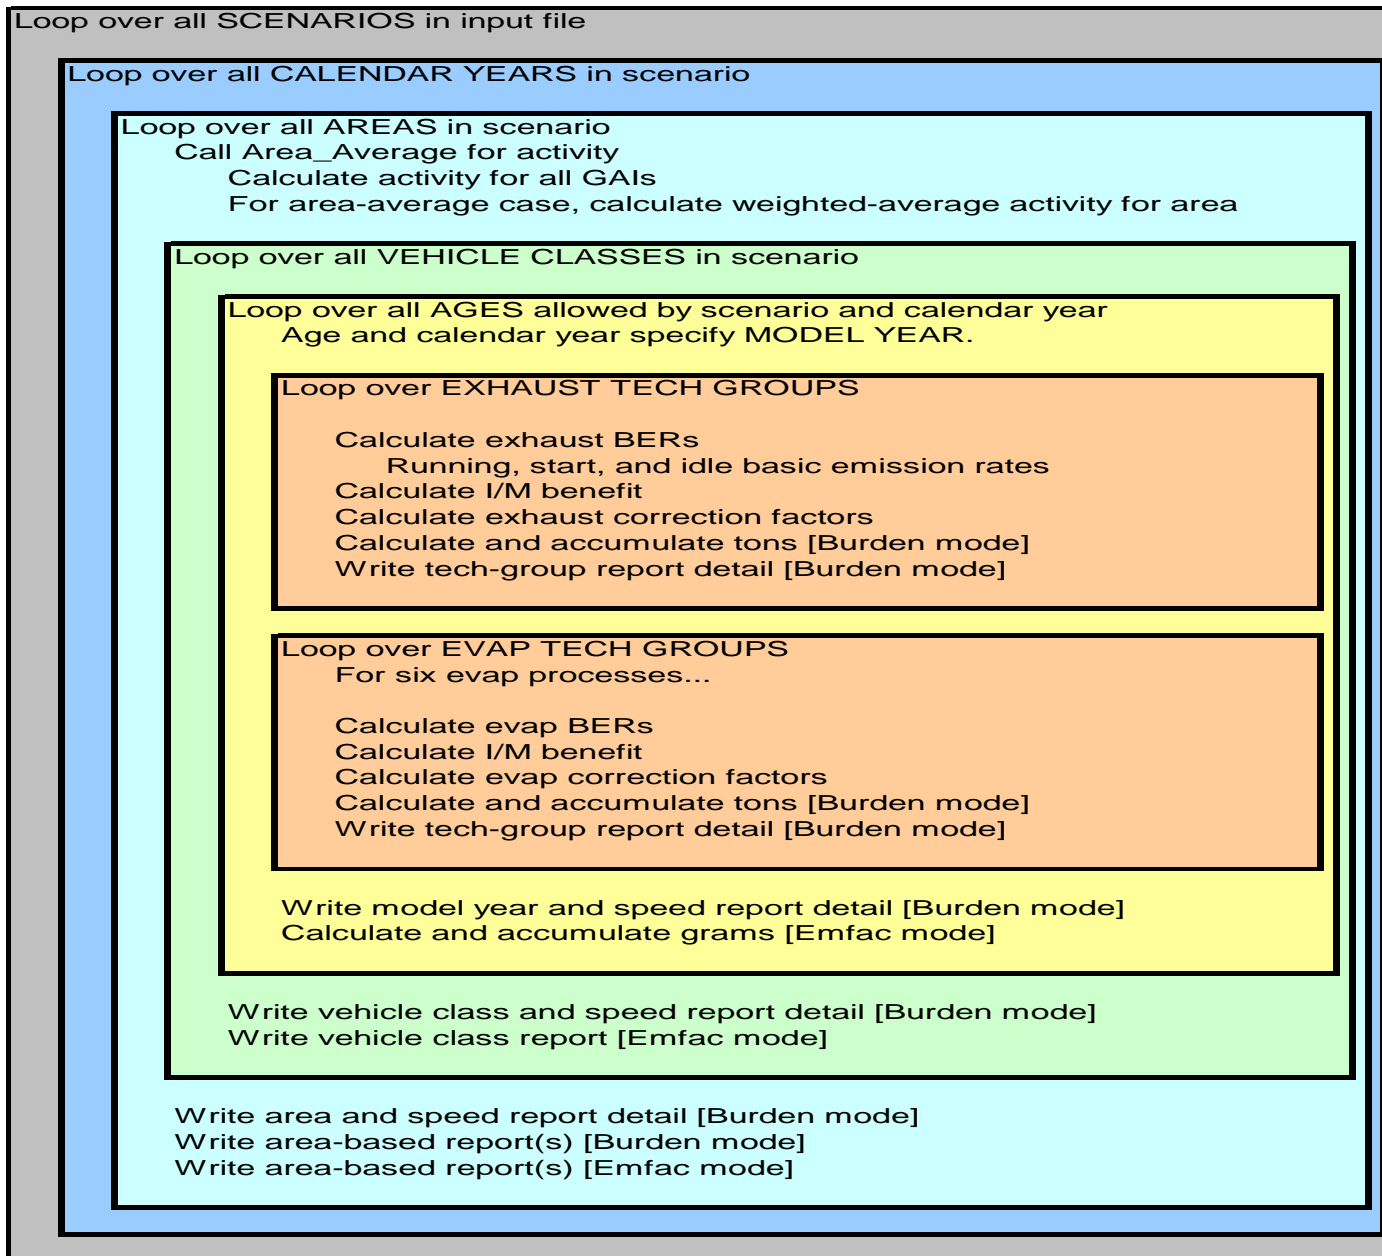 Loop over all SCENARIOS in input file
Loop over all CALENDAR YEARS in scenario
Loop over all AREAS in scenario
Call Area_Average for activity
Calculate activity for all GAIs
For area-average case, calculate weighted-average activity for area
Loop over all VEHICLE CLASSES in scenario
Loop over all AGES allowed by scenario and calendar year
Age and calendar year specify MODEL YEAR.
Loop over EXHAUST TECH GROUPS
Calculate exhaust BERs
Running, start, and idle basic emission rates
Calculate I/M benefit
Calculate exhaust correction factors
Calculate and accumulate tons [Burden mode]
Write tech-group report detail [Burden mode]
Loop over EVAP TECH GROUPS
For six evap processes...
Calculate evap BERs
Calculate I/M benefit
Calculate evap correction factors
Calculate and accumulate tons [Burden mode]
Write tech-group report detail [Burden mode]
Write model year and speed report detail [Burden mode]
Calculate and accumulate grams [Emfac mode]
Write vehicle class and speed report detail [Burden mode]
Write vehicle class report [Emfac mode]
Write area and speed report detail [Burden mode]
Write area-based report(s) [Burden mode]
Write area-based report(s) [Emfac mode]